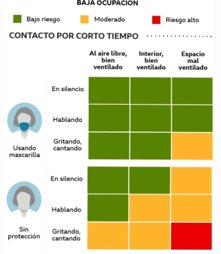 BAJA OCUPACIÓN
Bajo riesgo Moderado Riesgo alto
CONTACTO POR CORTO TIEMPO
Al aire libre, bien ventilado
Interior, bien ventilado
Espacio mal ventilado
En silencio
Hablando
Gritando, cantando
Usando mascarilla
En silencio
Hablando
Gritando, cantando
Sin protección